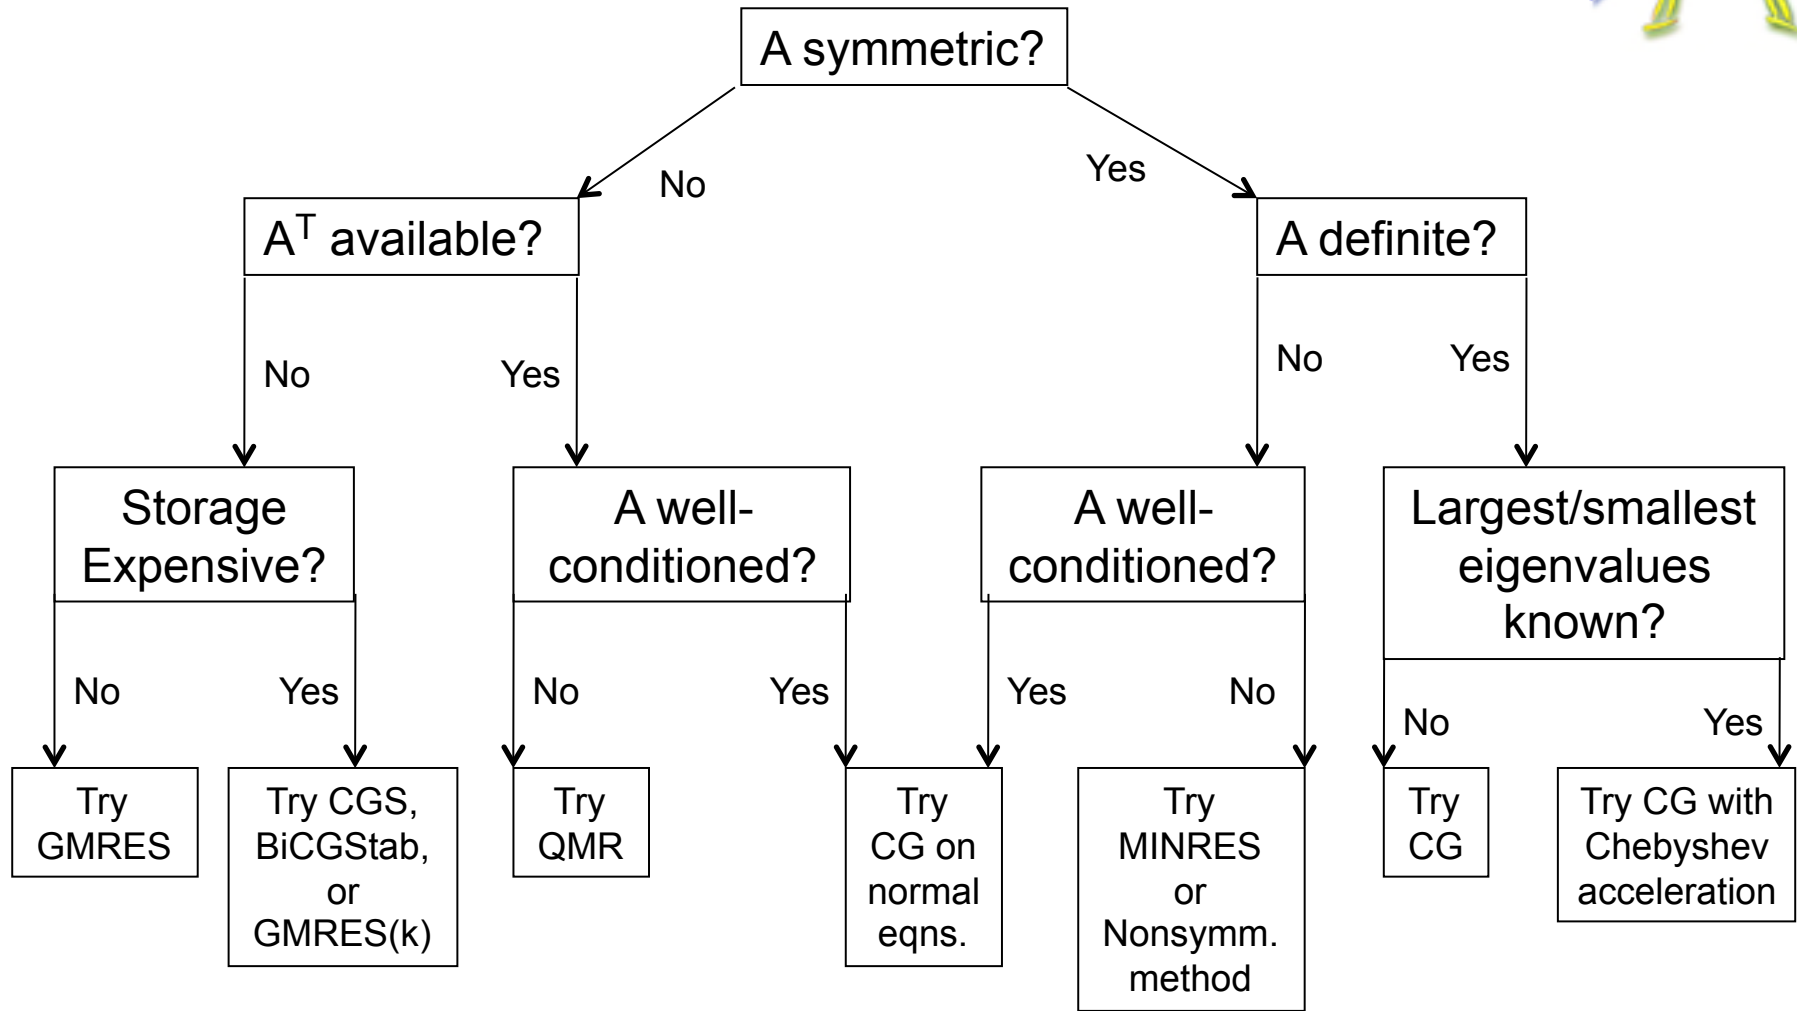 A symmetric?
No
Yes
Aᵀ available?
A definite?
No
Yes
No
Yes
Storage
Expensive?
A well-
conditioned?
A well-
conditioned?
Largest/smallest
eigenvalues
known?
No
Yes
No
Yes
Yes
No
No
Yes
Try
GMRES
Try CGS,
BiCGStab,
or
GMRES(k)
Try
QMR
Try
CG on
normal
eqns.
Try
MINRES
or
Nonsymm.
method
Try
CG
Try CG with
Chebyshev
acceleration